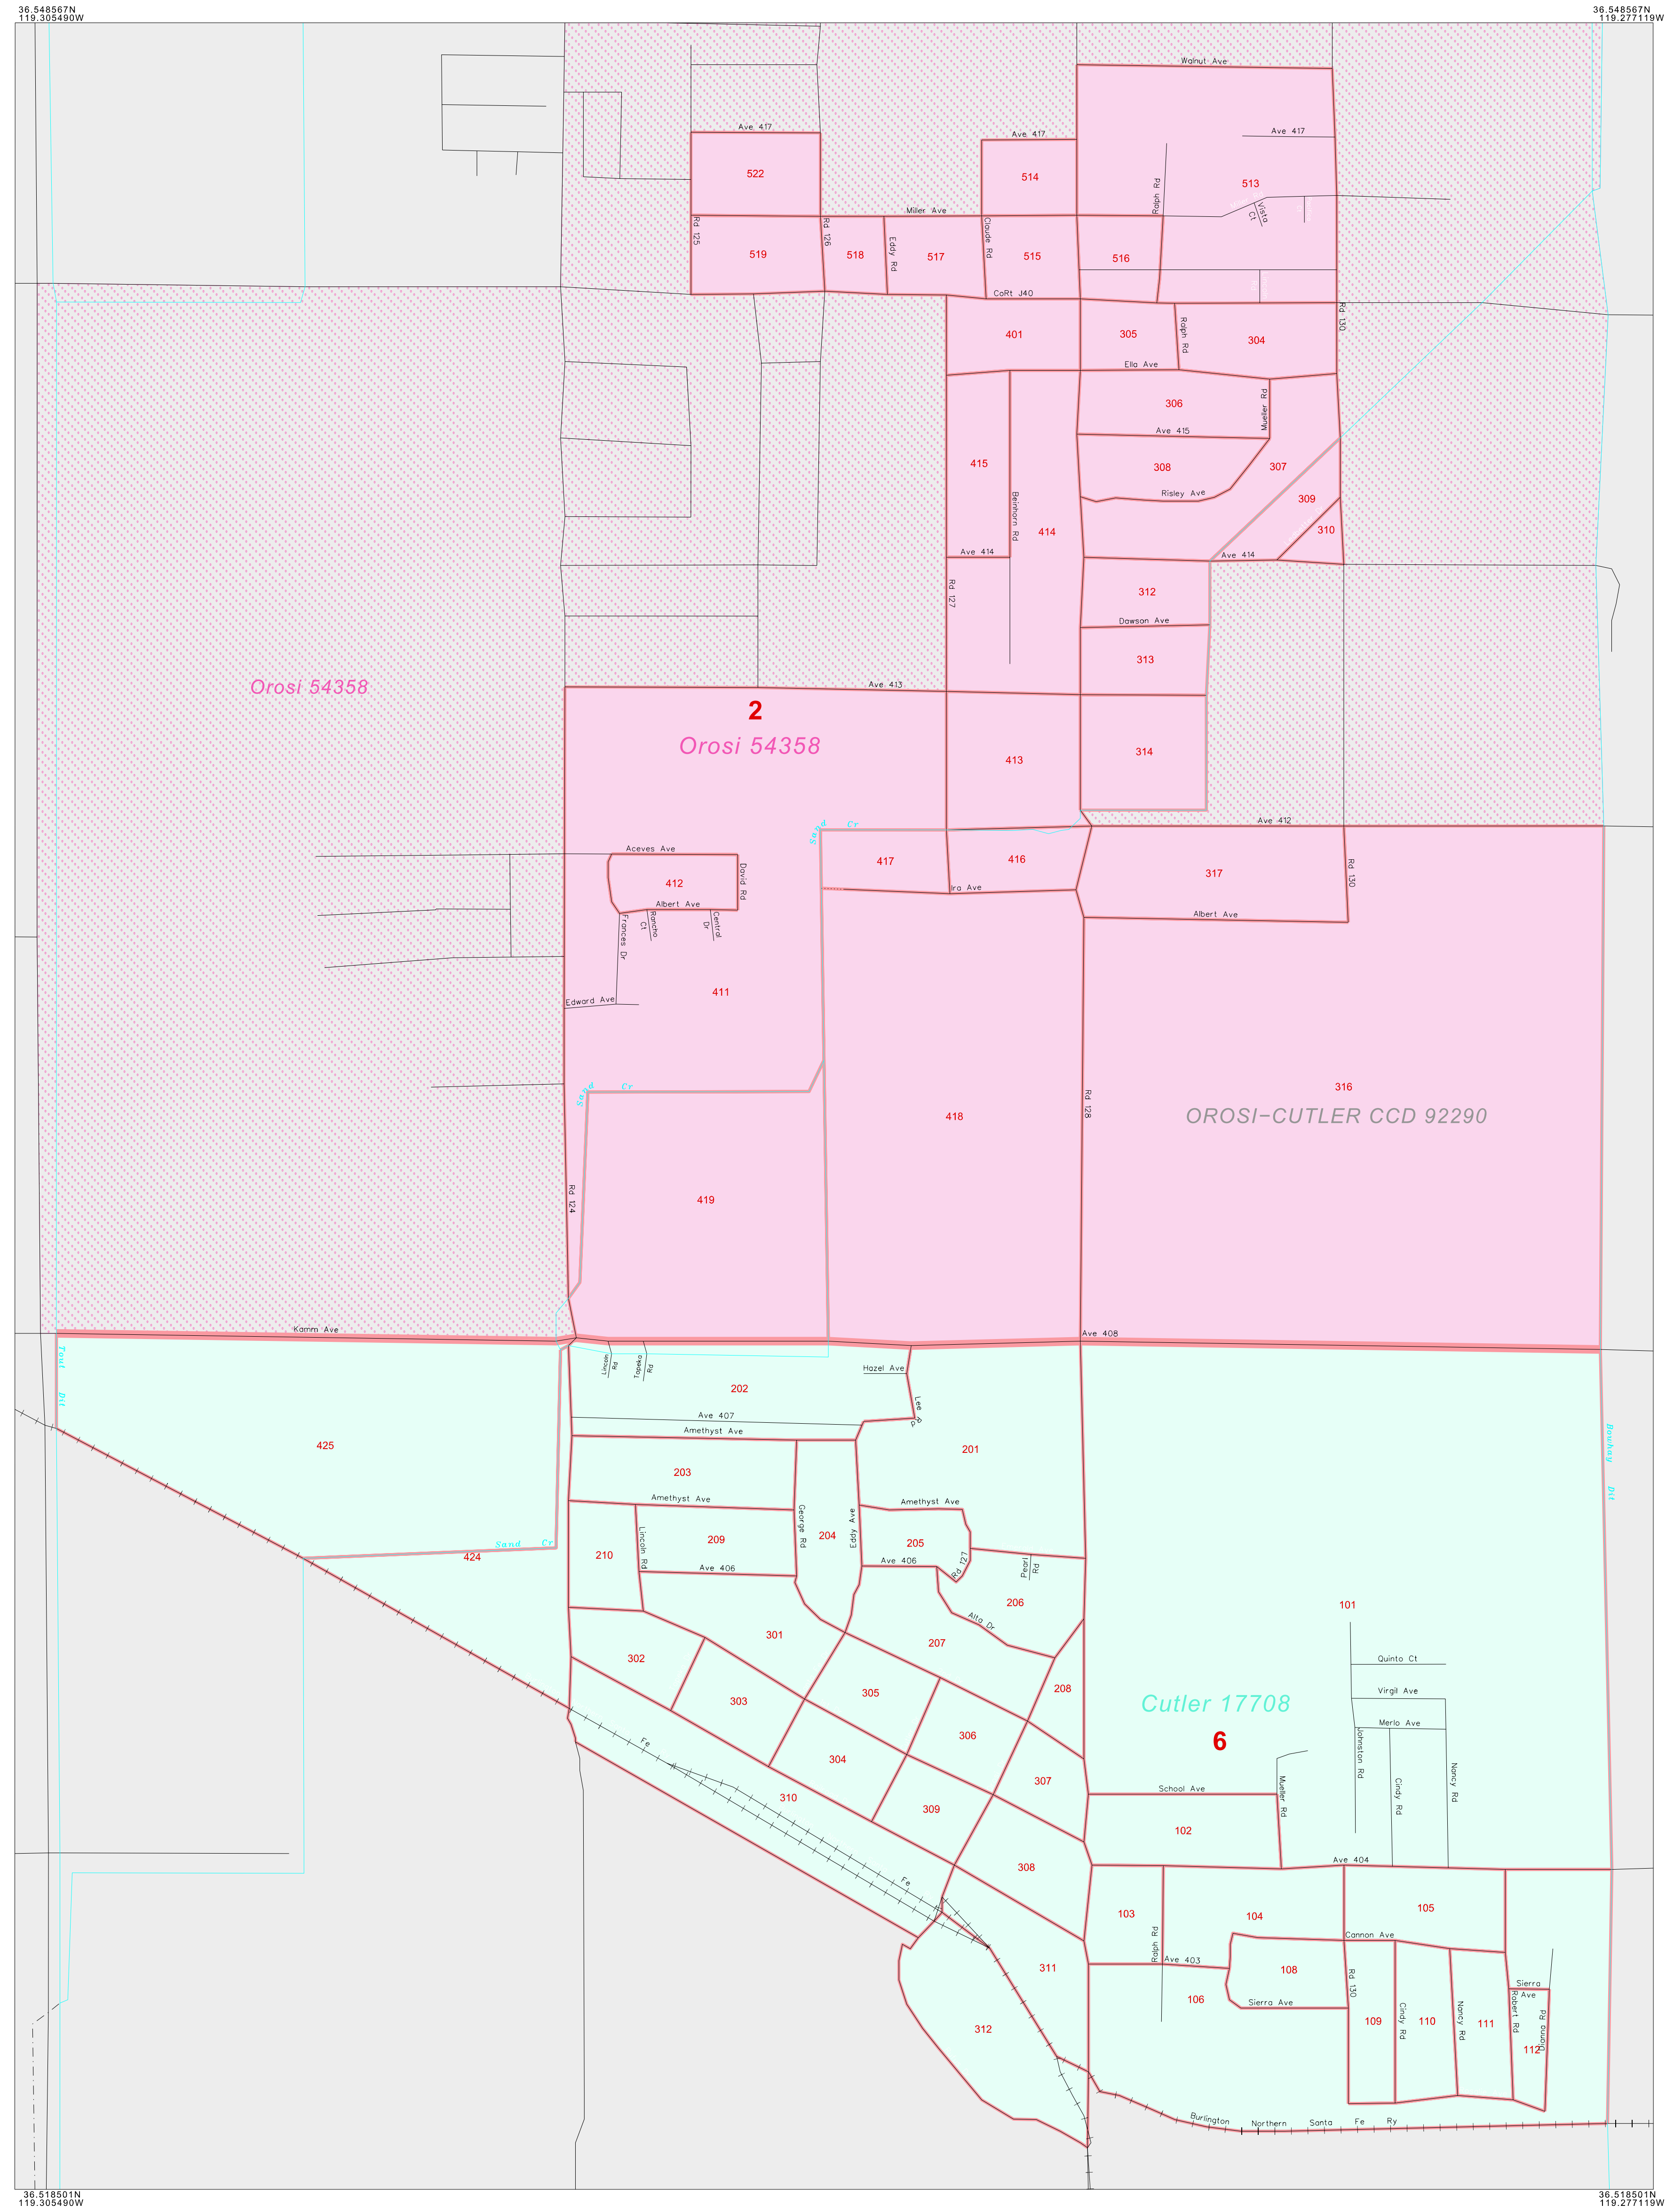 36.548567N
119.305490W
36.548567N
119.277119W
Walnut Ave
Ave 417
Ave 417
Ave 417
522
514
513
Ralph Rd
Vista
Ct
Miller Ave
Rd 125
Rd 126
Eddy Rd
Claude Rd
519
518
517
515
516
CoRt J40
Rd 130
401
305
Ralph Rd
304
Ella Ave
306
Mueller Rd
Ave 415
415
308
307
Risley Ave
Beinhorn Rd
309
414
310
Ave 414
Ave 414
Rd 127
312
Dawson Ave
313
Orosi 54358
Ave 413
2
Orosi 54358
413
314
Sand Cr
Ave 412
Aceves Ave
David Rd
417
416
317
Rd 130
412
Ira Ave
Albert Ave
Albert Ave
Frances Dr
Rancho
Ct
Central
Dr
411
Edward Ave
Sand Cr
418
Rd 128
316
OROSI-CUTLER CCD 92290
Rd 124
419
Kamm Ave
Ave 408
Tout Dit
Lincoln
Rd
Topeka
Rd
Hazel Ave
202
Lee Rd
Ave 407
Amethyst Ave
425
201
Bowhay Dit
203
Amethyst Ave
Amethyst Ave
George Rd
Eddy Ave
Lincoln Rd
209
204
205
Sand Cr
424
210
Ave 406
Ave 406
Rd 127
Pearl
Rd
206
101
Alta Dr
301
207
302
Quinto Ct
208
305
Virgil Ave
303
Cutler 17708
Merlo Ave
306
6
Fe
Johnston Rd
304
307
Mueller Rd
Cindy Rd
Nancy Rd
School Ave
310
309
102
Ave 404
308
Fe
103
104
105
Ralph Rd
Cannon Ave
Ave 403
311
108
Rd 130
Sierra
Ave
106
Sierra Ave
312
109
Cindy Rd
110
Nancy Rd
111
Robert Rd
112
Donna Rd
Burlington Northern Santa Fe Ry
36.518501N
119.305490W
36.518501N
119.277119W